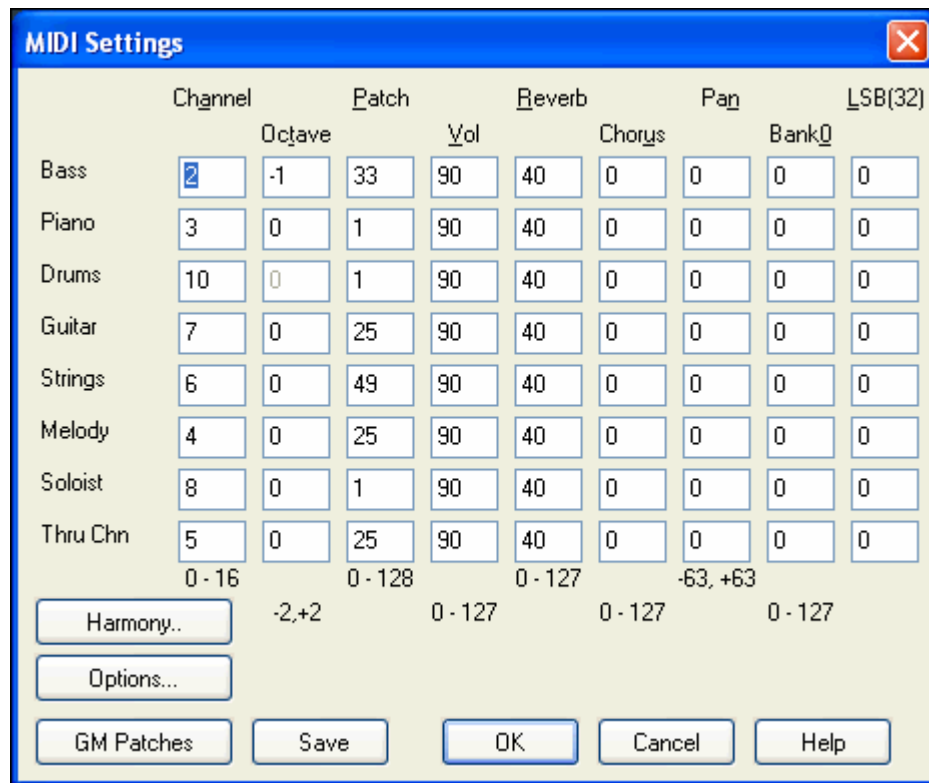 MIDI Settings
Channel Patch Reverb Pan LSB(32)
Octave Vol Chorus Bank0
Bass 2 -1 33 90 40 0 0 0 0
Piano 3 0 1 90 40 0 0 0 0
Drums 10 0 1 90 40 0 0 0 0
Guitar 7 0 25 90 40 0 0 0 0
Strings 6 0 49 90 40 0 0 0 0
Melody 4 0 25 90 40 0 0 0 0
Soloist 8 0 1 90 40 0 0 0 0
Thru Chn 5 0 25 90 40 0 0 0 0
0 - 16 0 - 128 0 - 127 -63, +63
Harmony.. -2,+2 0 - 127 0 - 127 0 - 127
Options...
GM Patches Save OK Cancel Help